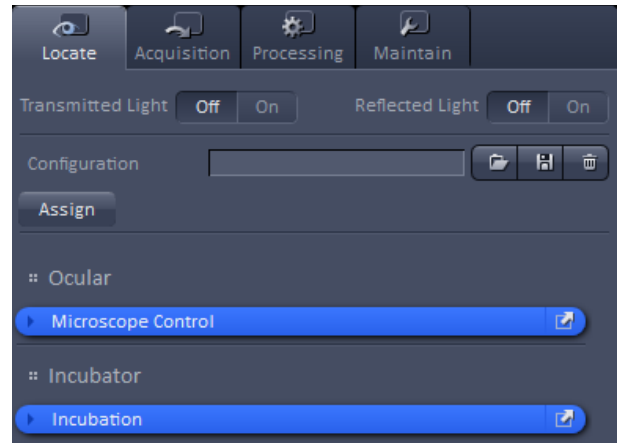 Locate Acquisition Processing Maintain
Transmitted Light Off On Reflected Light Off On
Configuration
Assign
Ocular
Microscope Control
Incubator
Incubation